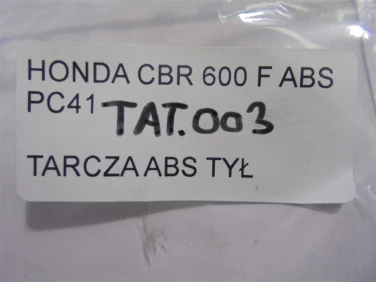 HONDA CBR 600 F ABS
PC41 TAT.003
TARCZA ABS TYŁ